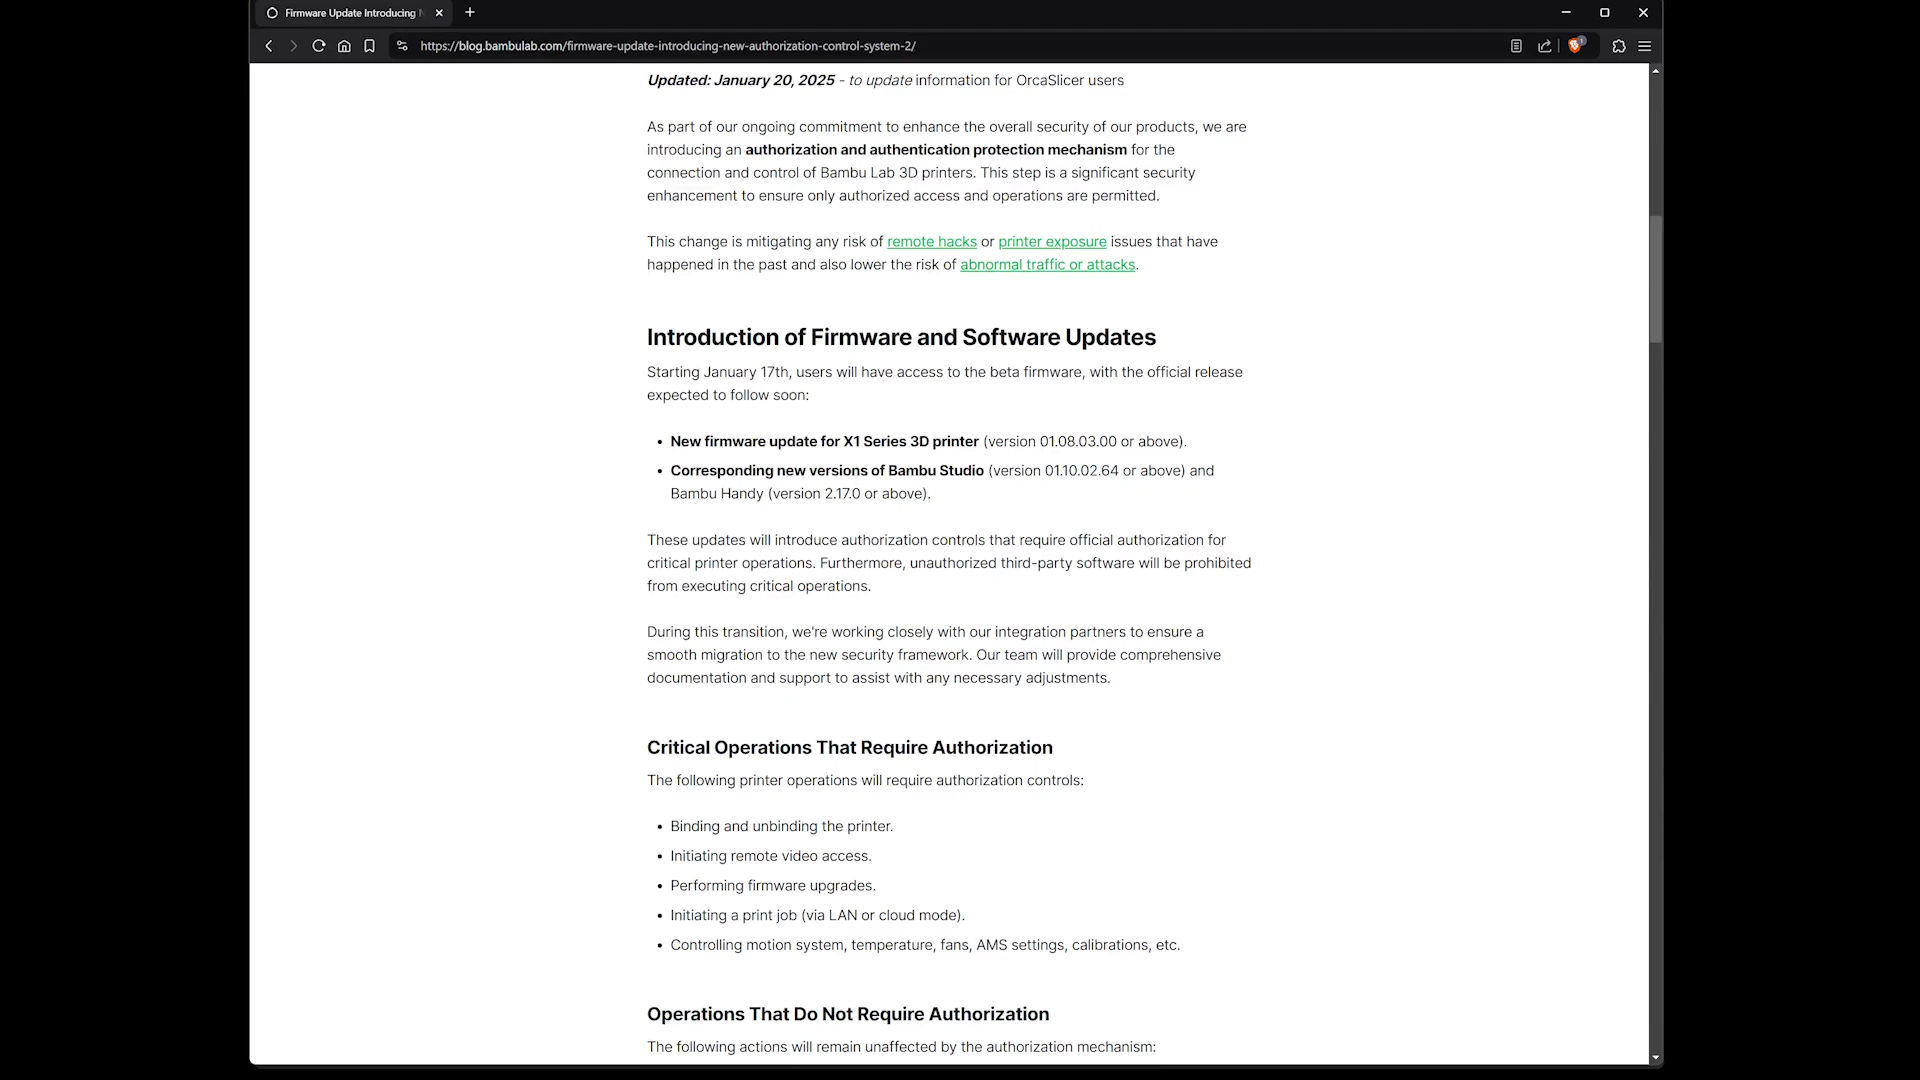 Firmware Update Introducing
https://blog.bambulab.com/firmware-update-introducing-new-authorization-control-system-2/
Updated: January 20, 2025 - to update information for OrcaSlicer users
As part of our ongoing commitment to enhance the overall security of our products, we are
introducing an authorization and authentication protection mechanism for the
connection and control of Bambu Lab 3D printers. This step is a significant security
enhancement to ensure only authorized access and operations are permitted.
This change is mitigating any risk of remote hacks or printer exposure issues that have
happened in the past and also lower the risk of abnormal traffic or attacks.
Introduction of Firmware and Software Updates
Starting January 17th, users will have access to the beta firmware, with the official release
expected to follow soon:
• New firmware update for X1 Series 3D printer (version 01.08.03.00 or above).
• Corresponding new versions of Bambu Studio (version 01.10.02.64 or above) and
Bambu Handy (version 2.17.0 or above).
These updates will introduce authorization controls that require official authorization for
critical printer operations. Furthermore, unauthorized third-party software will be prohibited
from executing critical operations.
During this transition, we're working closely with our integration partners to ensure a
smooth migration to the new security framework. Our team will provide comprehensive
documentation and support to assist with any necessary adjustments.
Critical Operations That Require Authorization
The following printer operations will require authorization controls:
• Binding and unbinding the printer.
• Initiating remote video access.
• Performing firmware upgrades.
• Initiating a print job (via LAN or cloud mode).
• Controlling motion system, temperature, fans, AMS settings, calibrations, etc.
Operations That Do Not Require Authorization
The following actions will remain unaffected by the authorization mechanism: